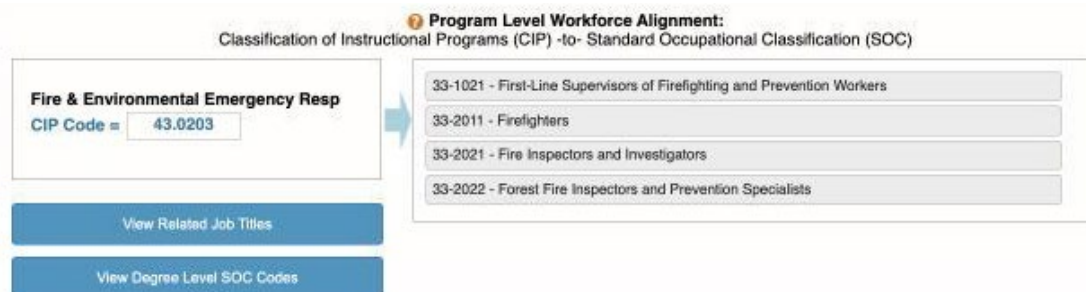 Program Level Workforce Alignment:
Classification of Instructional Programs (CIP) -to- Standard Occupational Classification (SOC)
Fire & Environmental Emergency Resp
CIP Code = 43.0203
33-1021 - First-Line Supervisors of Firefighting and Prevention Workers
33-2011 - Firefighters
33-2021 - Fire Inspectors and Investigators
33-2022 - Forest Fire Inspectors and Prevention Specialists
View Related Job Titles
View Degree Level SOC Codes